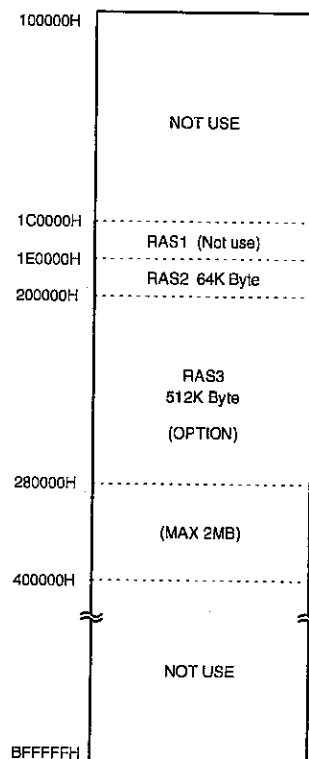 100000H
NOT USE
1C0000H
RAS1 (Not use)
1E0000H
RAS2 64K Byte
200000H
RAS3
512K Byte
(OPTION)
280000H
(MAX 2MB)
400000H
NOT USE
BFFFFFH